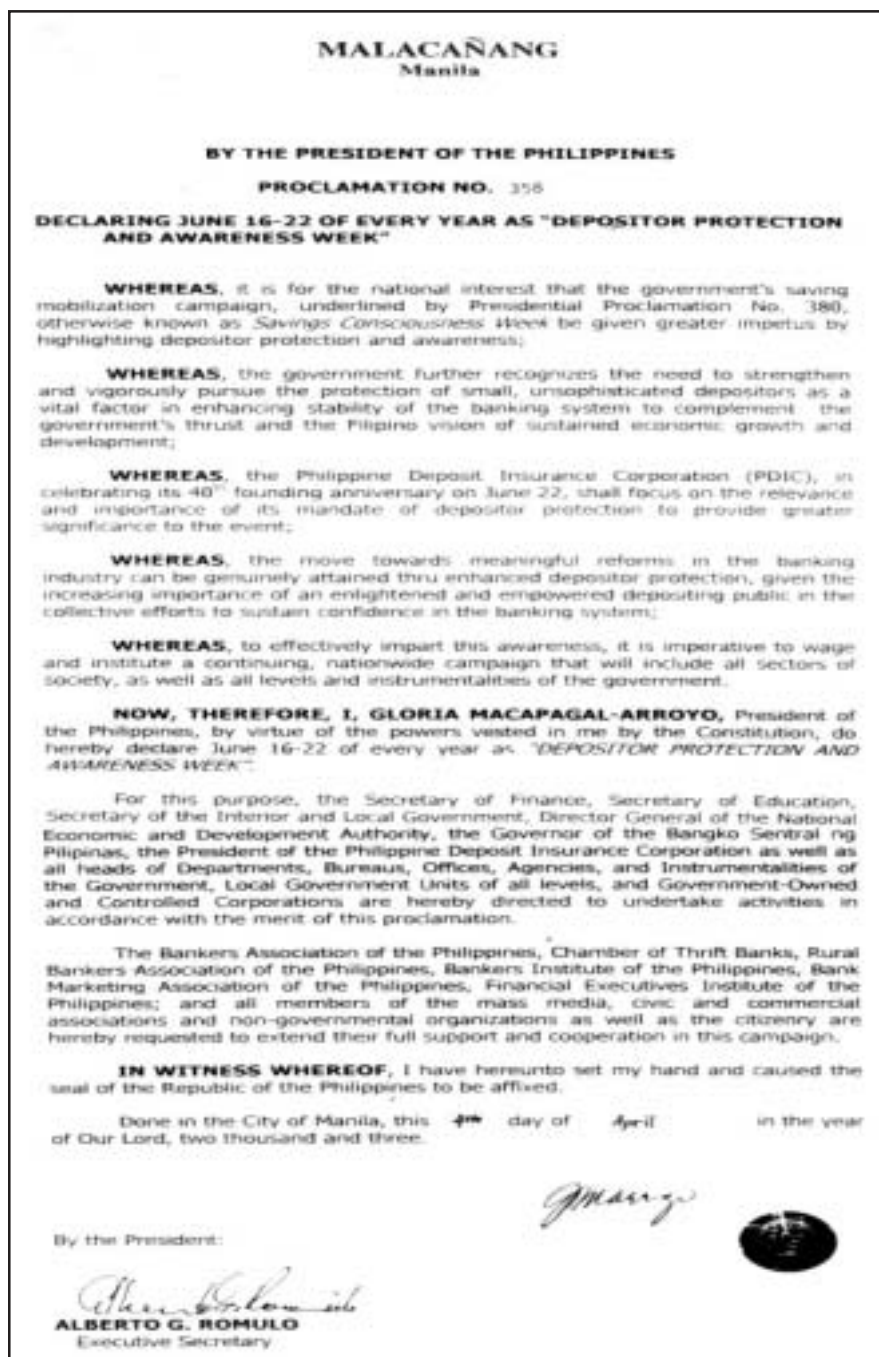 MALACAÑANG
Manila
BY THE PRESIDENT OF THE PHILIPPINES
PROCLAMATION NO. 358
DECLARING JUNE 16-22 OF EVERY YEAR AS "DEPOSITOR PROTECTION
AND AWARENESS WEEK"
WHEREAS, it is for the national interest that the government's saving
mobilization campaign, underlined by Presidential Proclamation No. 380,
otherwise known as Savings Consciousness Week be given greater impetus by
highlighting depositor protection and awareness;
WHEREAS, the government further recognizes the need to strengthen
and vigorously pursue the protection of small, unsophisticated depositors as a
vital factor in enhancing stability of the banking system to complement the
government's thrust and the Filipino vision of sustained economic growth and
development;
WHEREAS, the Philippine Deposit Insurance Corporation (PDIC), in
celebrating its 40th founding anniversary on June 22, shall focus on the relevance
and importance of its mandate of depositor protection to provide greater
significance to the event;
WHEREAS, the move towards meaningful reforms in the banking
industry can be genuinely attained thru enhanced depositor protection, given the
increasing importance of an enlightened and empowered depositing public in the
collective efforts to sustain confidence in the banking system;
WHEREAS, to effectively impart this awareness, it is imperative to wage
and institute a continuing, nationwide campaign that will include all sectors of
society, as well as all levels and instrumentalities of the government.
NOW, THEREFORE, I, GLORIA MACAPAGAL-ARROYO, President of
the Philippines, by virtue of the powers vested in me by the Constitution, do
hereby declare June 16-22 of every year as "DEPOSITOR PROTECTION AND
AWARENESS WEEK".
For this purpose, the Secretary of Finance, Secretary of Education,
Secretary of the Interior and Local Government, Director General of the National
Economic and Development Authority, the Governor of the Bangko Sentral ng
Pilipinas, the President of the Philippine Deposit Insurance Corporation as well as
all heads of Departments, Bureaus, Offices, Agencies, and Instrumentalities of
the Government, Local Government Units of all levels, and Government-Owned
and Controlled Corporations are hereby directed to undertake activities in
accordance with the merit of this proclamation.
The Bankers Association of the Philippines, Chamber of Thrift Banks, Rural
Bankers Association of the Philippines, Bankers Institute of the Philippines, Bank
Marketing Association of the Philippines, Financial Executives Institute of the
Philippines; and all members of the mass media, civic and commercial
associations and non-governmental organizations as well as the citizenry are
hereby requested to extend their full support and cooperation in this campaign.
IN WITNESS WHEREOF, I have hereunto set my hand and caused the
seal of the Republic of the Philippines to be affixed.
Done in the City of Manila, this day of April in the year
of Our Lord, two thousand and three.
By the President:
ALBERTO G. ROMULO
Executive Secretary